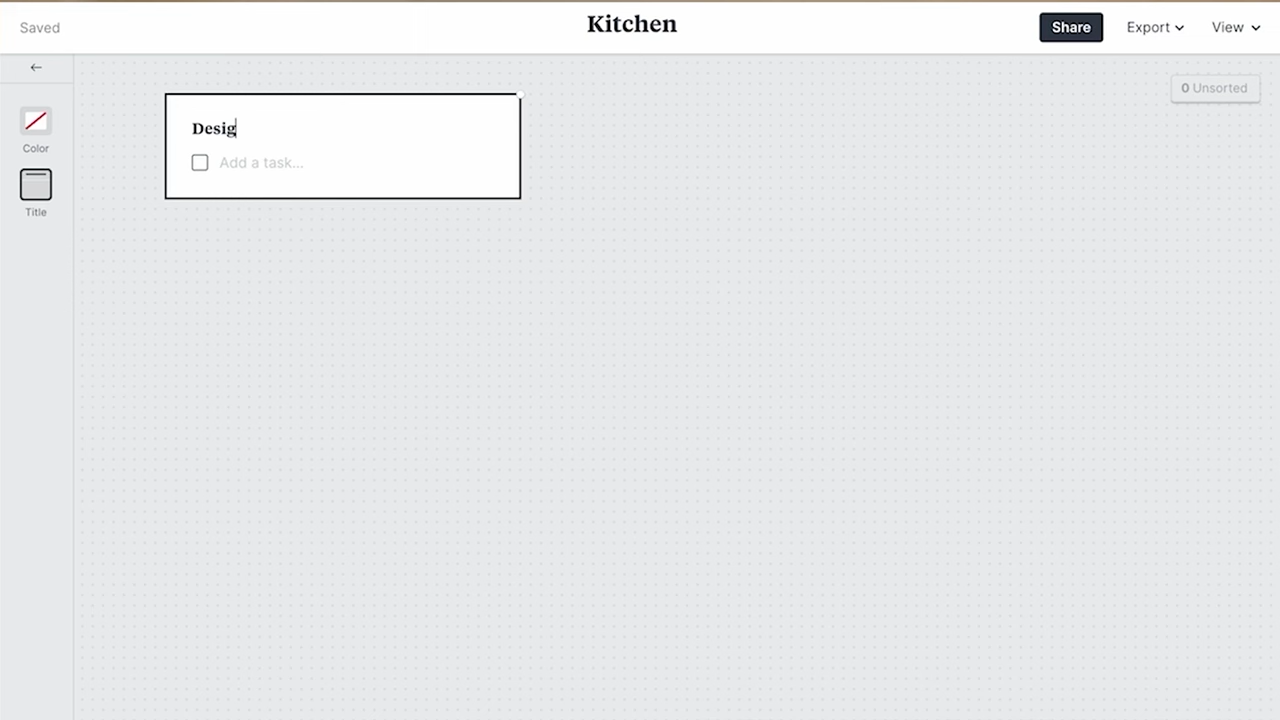 Saved
Kitchen
Share
Export
View
0 Unsorted
Color
Title
Desig
Add a task...